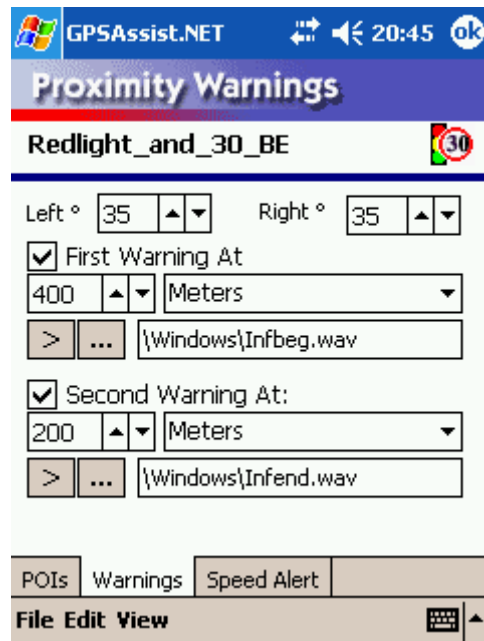 GPSAssist.NET 20:45 ok
Proximity Warnings
Redlight_and_30_BE 30
Left ° 35 Right ° 35
First Warning At
400 Meters
> ... \Windows\Infbeg.wav
Second Warning At:
200 Meters
> ... \Windows\Infend.wav
POIs Warnings Speed Alert
File Edit View